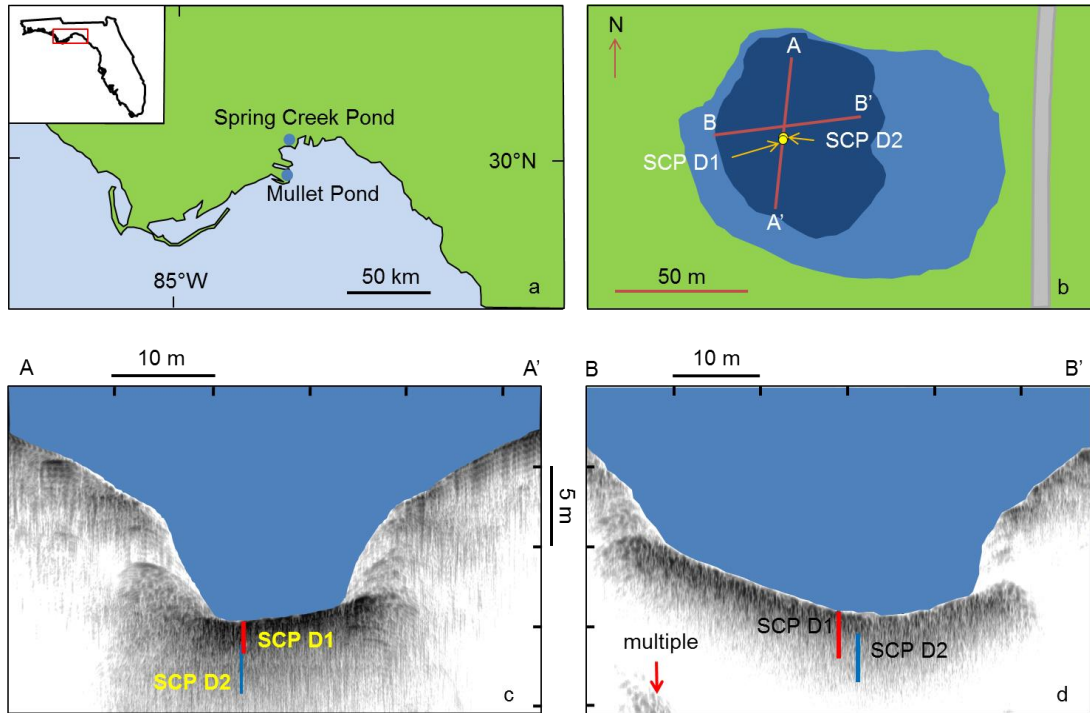 Spring Creek Pond
Mullet Pond
30°N
85°W
50 km
a
N
A
B'
B
SCP D1
SCP D2
A'
50 m
b
A
10 m
A'
5 m
SCP D1
SCP D2
c
B
10 m
B'
SCP D1
SCP D2
multiple
d